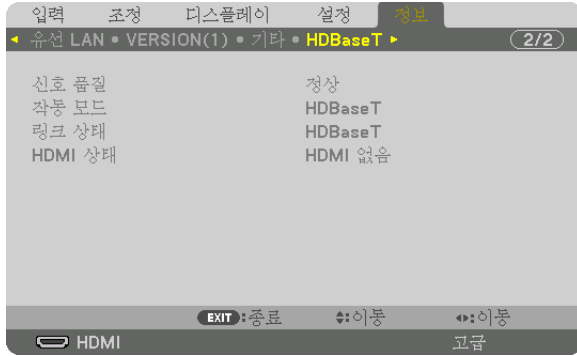 입력 조정 디스플레이 설정 정보
◂ 유선 LAN • VERSION(1) • 기타 • HDBaseT ▸ 2/2
신호 품질 정상
작동 모드 HDBaseT
링크 상태 HDBaseT
HDMI 상태 HDMI 없음
EXIT :종료 :이동 :이동
HDMI 고급